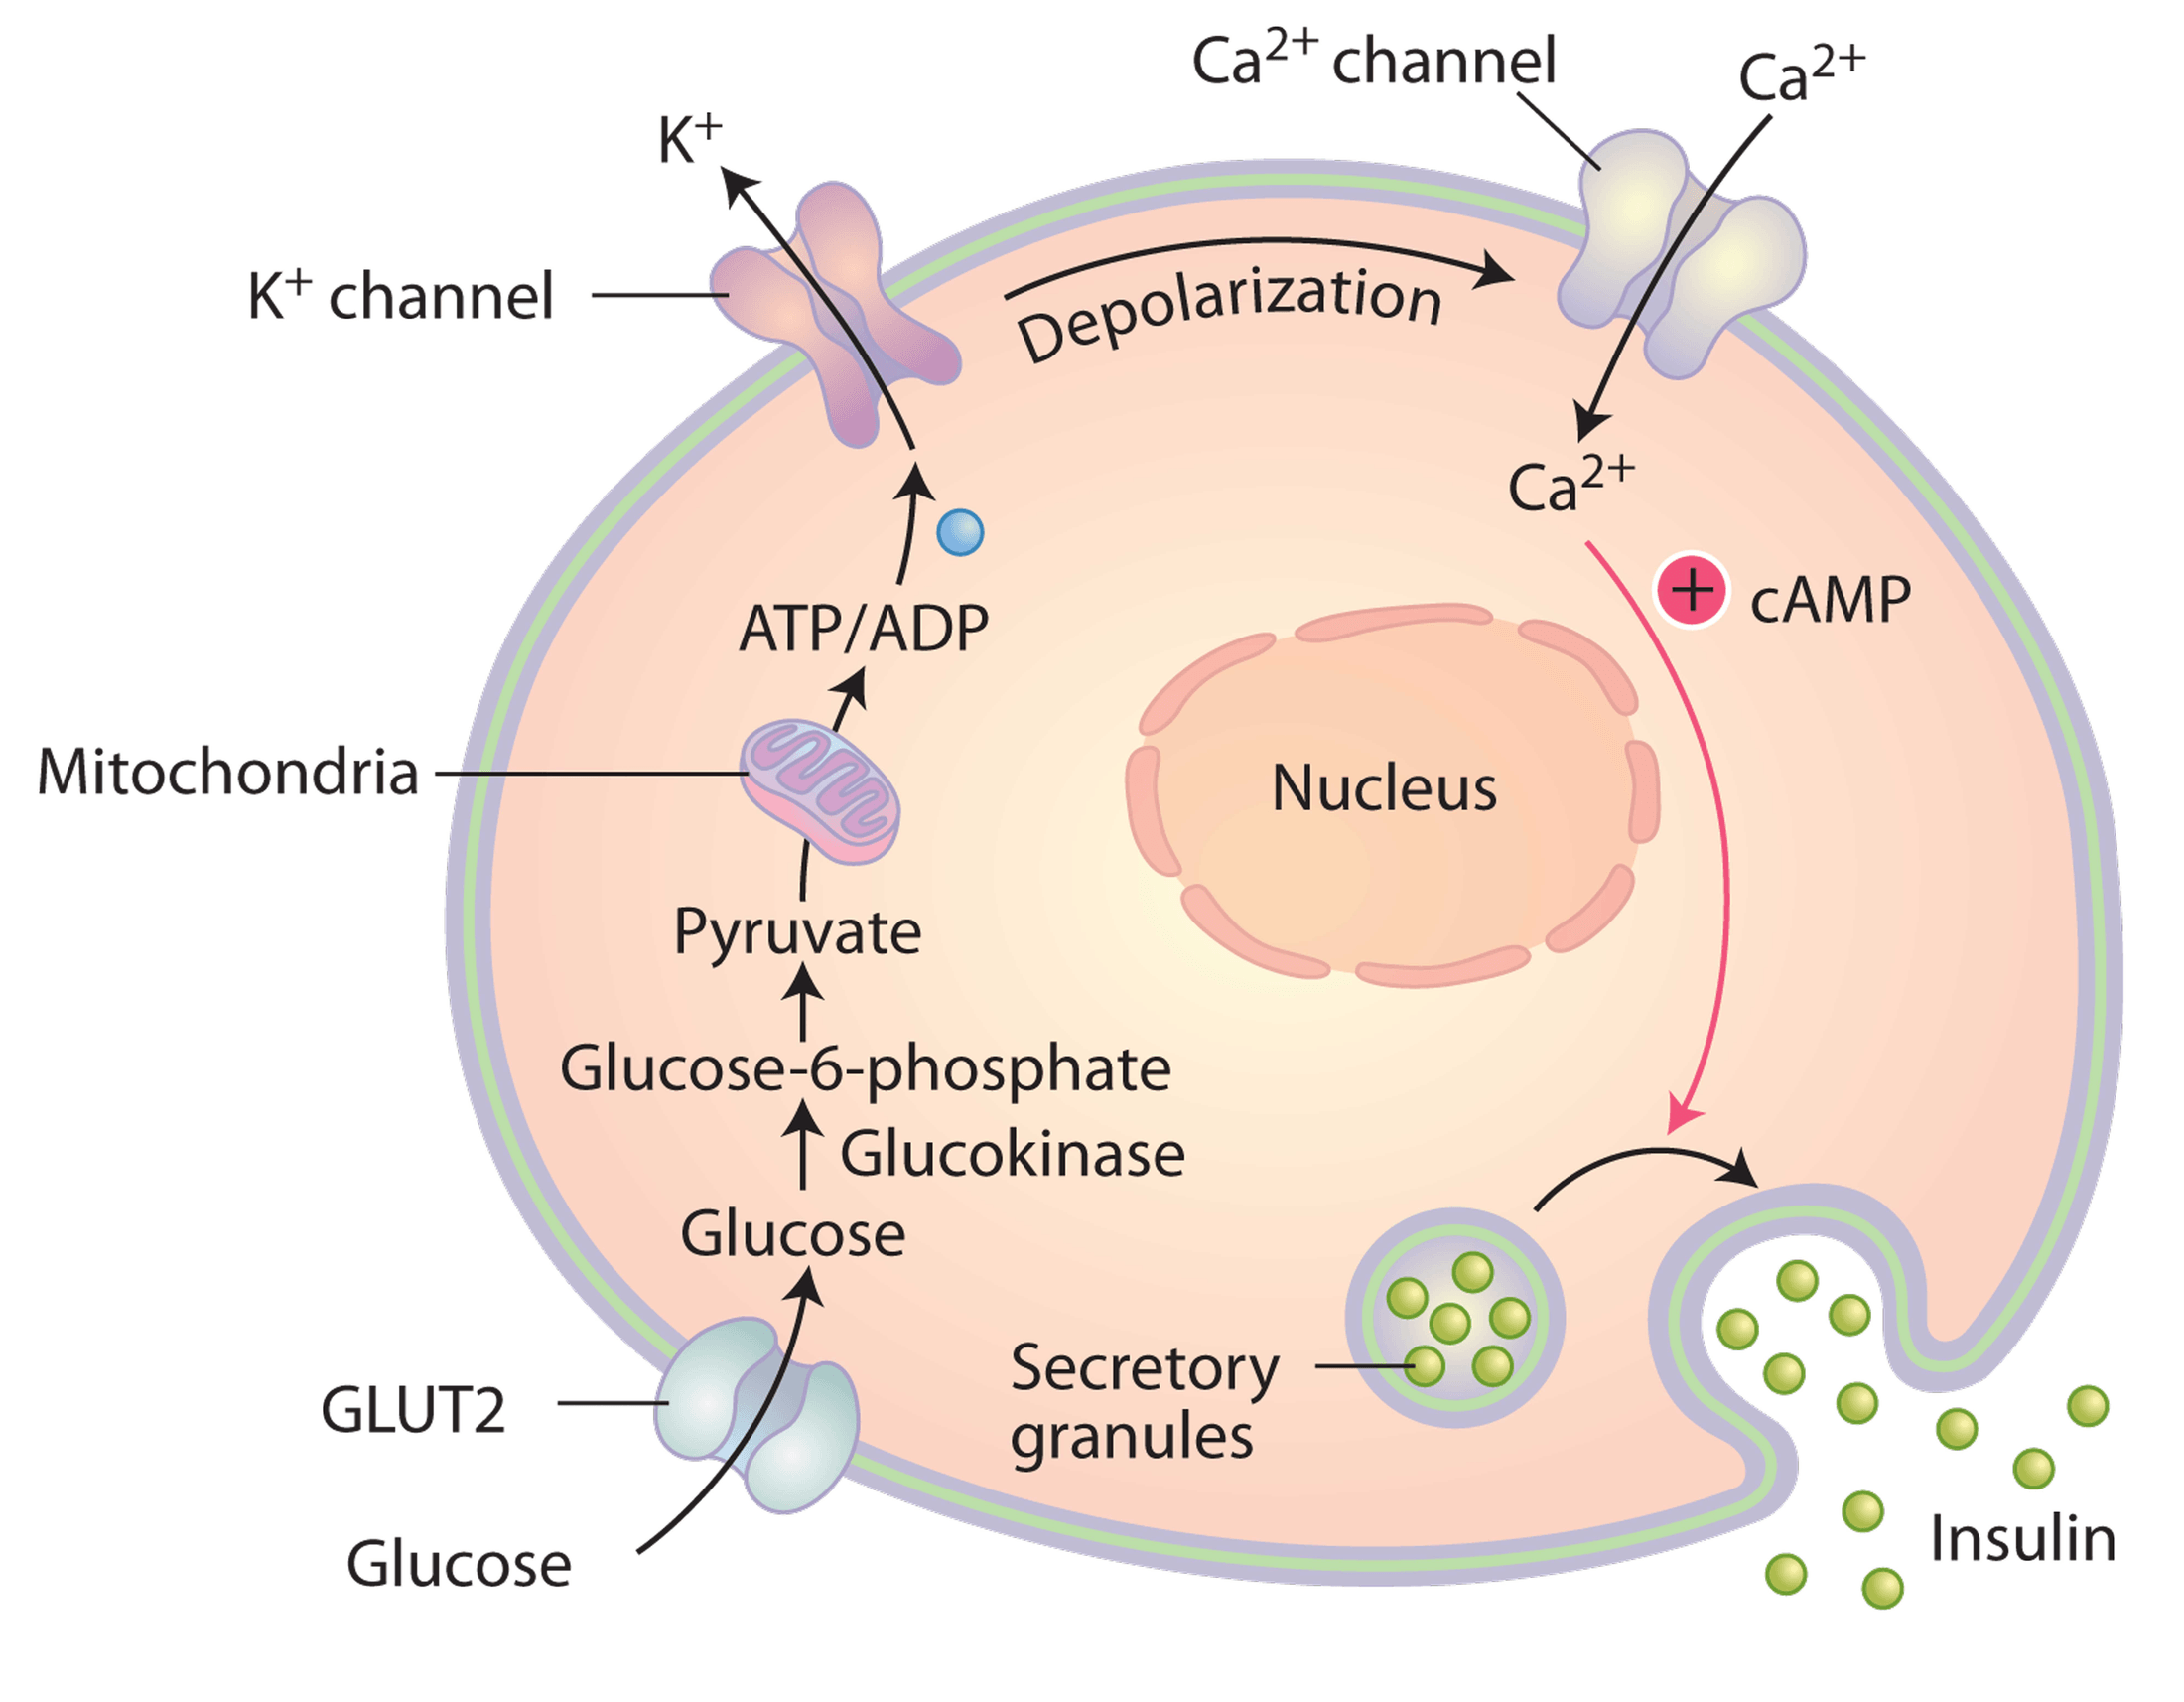 Ca²⁺ channel
Ca²⁺
K⁺
K⁺ channel
Depolarization
Ca²⁺
+
cAMP
ATP/ADP
Mitochondria
Nucleus
Pyruvate
Glucose-6-phosphate
Glucokinase
Glucose
Secretory
granules
GLUT2
Insulin
Glucose